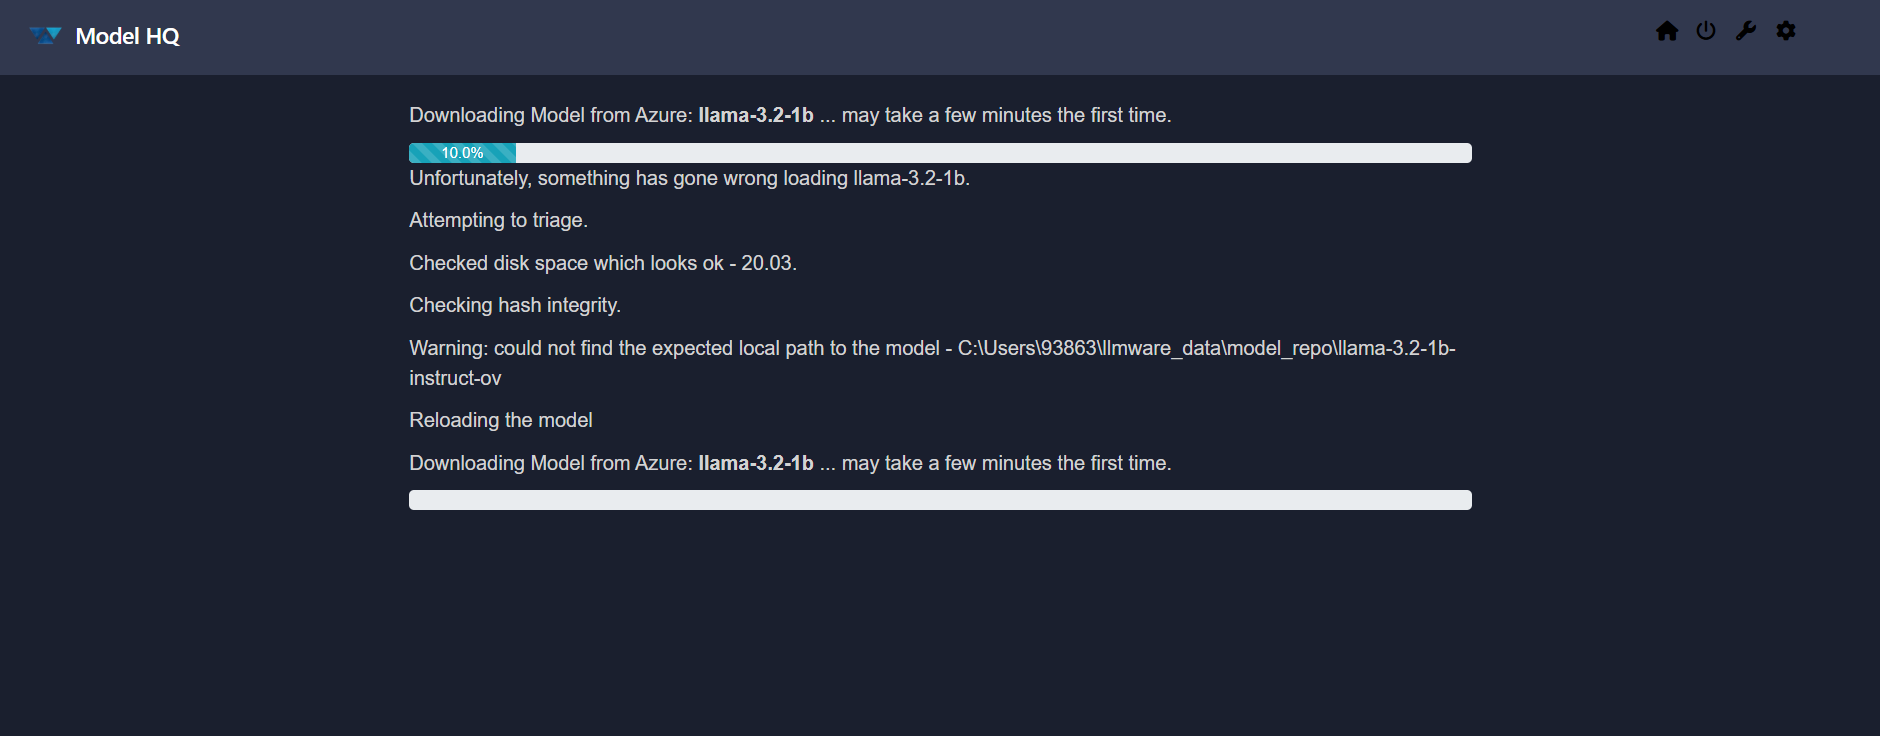 Model HQ
Downloading Model from Azure: llama-3.2-1b ... may take a few minutes the first time.
10.0%
Unfortunately, something has gone wrong loading llama-3.2-1b.
Attempting to triage.
Checked disk space which looks ok - 20.03.
Checking hash integrity.
Warning: could not find the expected local path to the model - C:\Users\93863\llmware_data\model_repo\llama-3.2-1b-
instruct-ov
Reloading the model
Downloading Model from Azure: llama-3.2-1b ... may take a few minutes the first time.